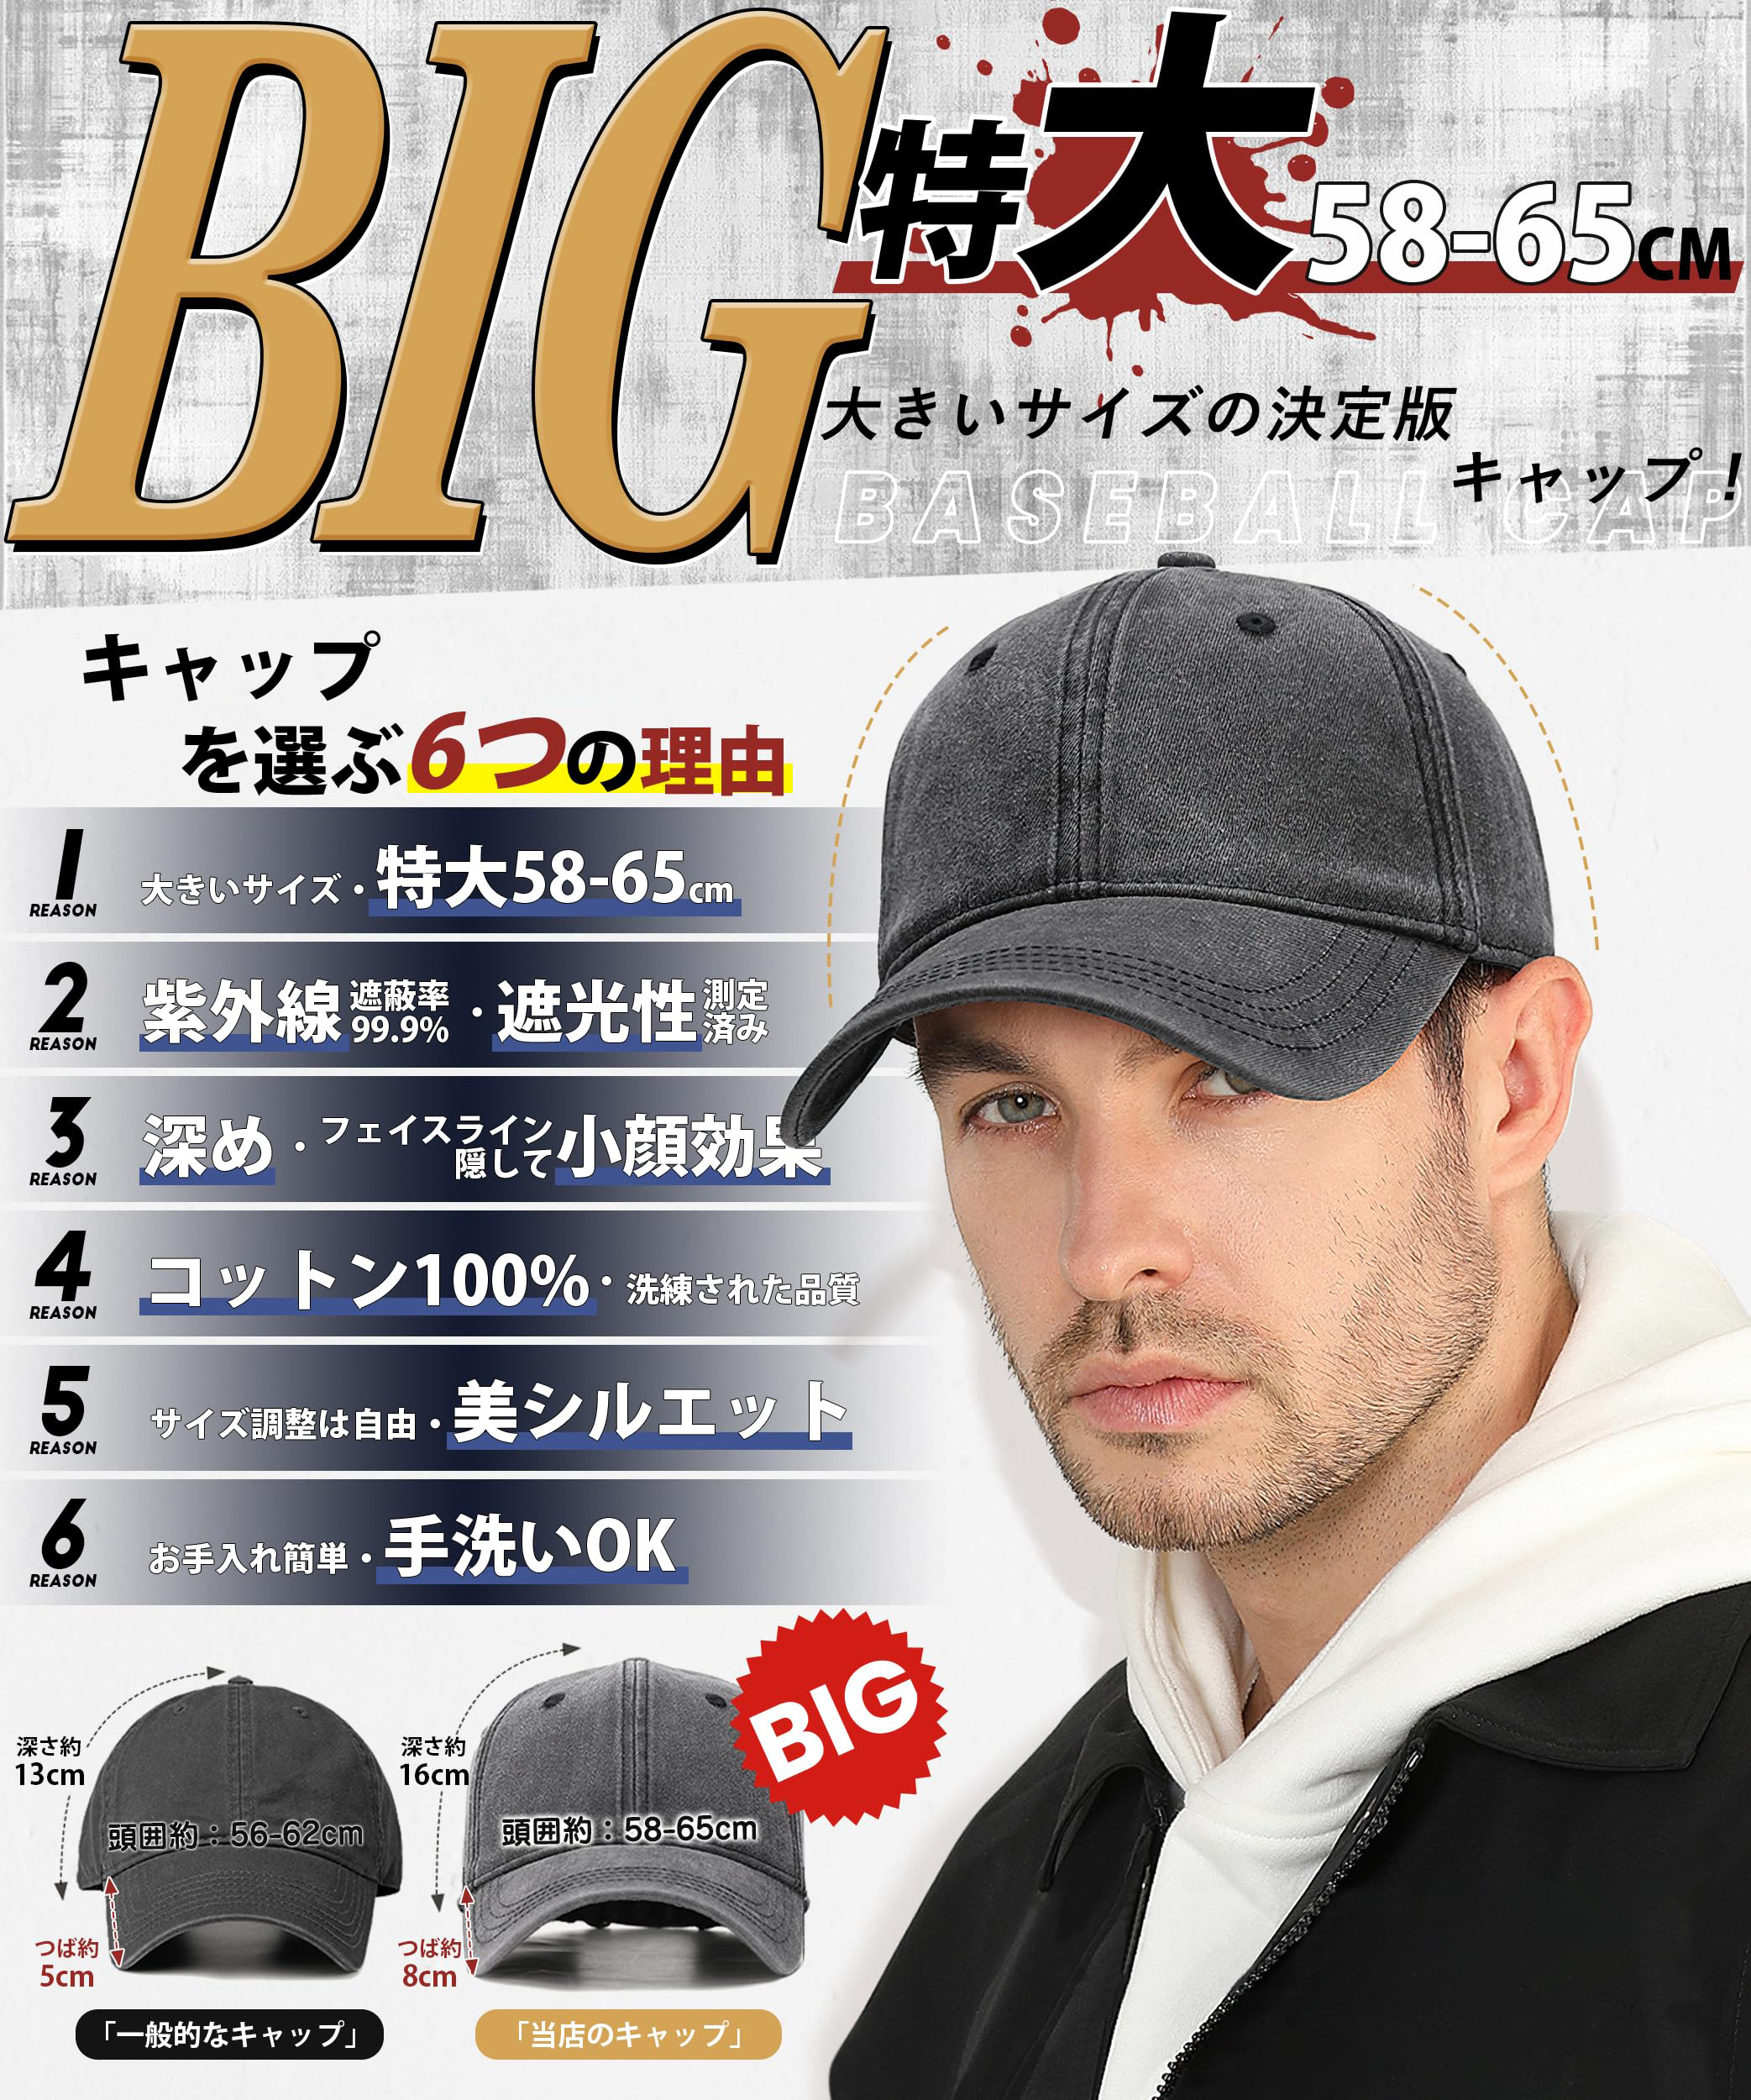 BIG
特大58-65CM
大きいサイズの決定版
キャップ!
BASEBALL CAP
キャップ
を選ぶ6つの理由
1
REASON
大きいサイズ・特大58-65cm
2
REASON
紫外線遮蔽率99.9%・遮光性測定済み
3
REASON
深め・フェイスライン隠して小顔効果
4
REASON
コットン100%・洗練された品質
5
REASON
サイズ調整は自由・美シルエット
6
REASON
お手入れ簡単・手洗いOK
深さ約
13cm
頭囲約:56-62cm
つば約
5cm
「一般的なキャップ」
BIG
深さ約
16cm
頭囲約:58-65cm
つば約
8cm
「当店のキャップ」